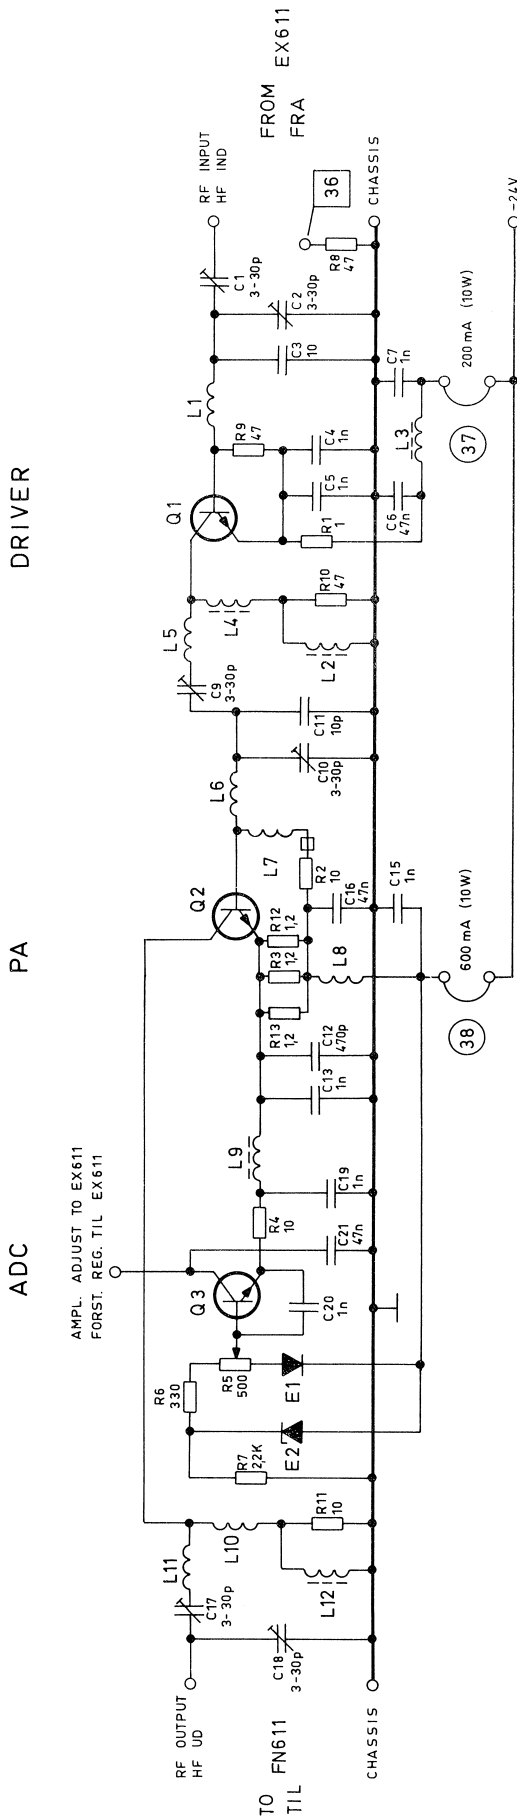 ADC
PA
DRIVER
AMPL. ADJUST TO EX611
FORST. REG. TIL EX611
RF OUTPUT
HF UD
TO FN611
TIL
CHASSIS
C17
3-30p
C18
3-30p
L11
L10
L12
R11
10
R7
2,2K
E2
E1
R6
330
R5
500
Q3
C20
1n
C21
47n
R4
10
C19
1n
L9
C13
1n
C12
470p
R13
1,2
R3
1,2
R12
1,2
Q2
L8
C16
47n
R2
10
C15
1n
L7
L6
C10
3-30p
C11
10p
C9
3-30p
L5
L4
L2
R10
47
Q1
R1
1
C5
1n
C4
1n
R9
47
C6
47n
L3
C7
1n
L1
C3
10
C2
3-30p
C1
3-30p
R8
47
36
RF INPUT
HF IND
FROM EX611
FRA
CHASSIS
38
600 mA (10W)
37
200 mA (10W)
-24V